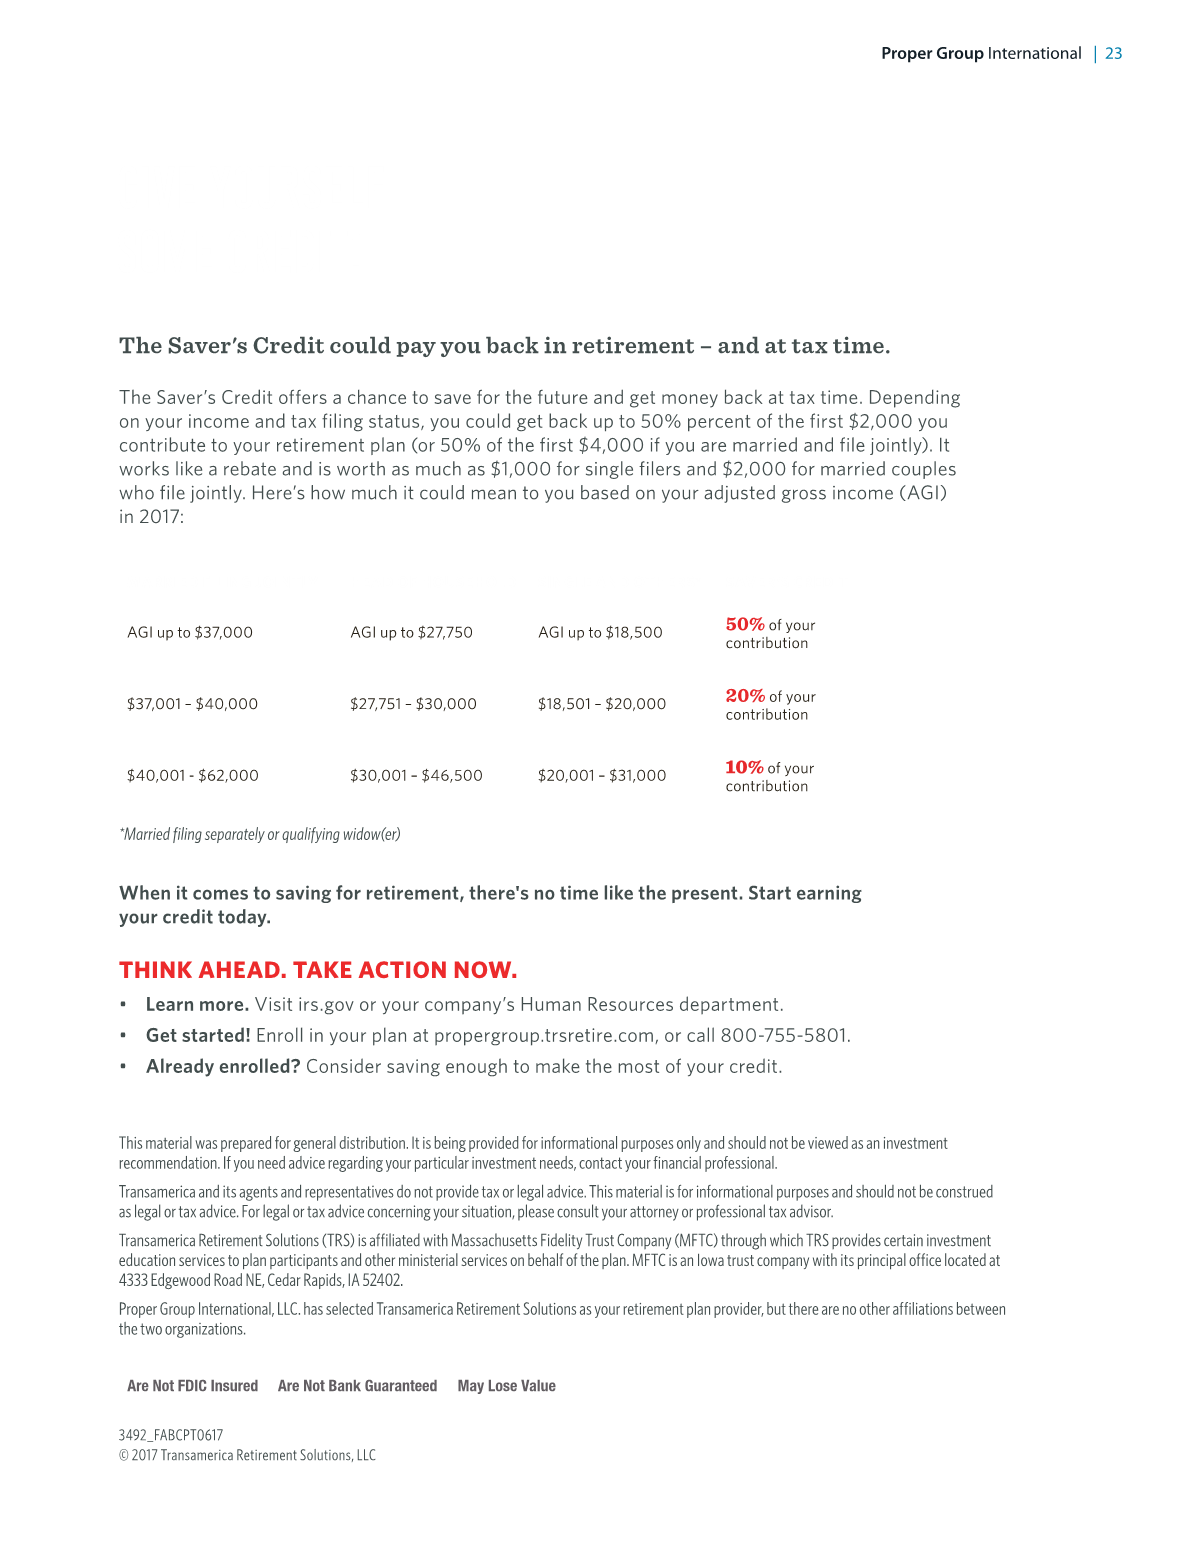 Proper Group International | 23
The Saver's Credit could pay you back in retirement – and at tax time.
The Saver's Credit offers a chance to save for the future and get money back at tax time. Depending
on your income and tax filing status, you could get back up to 50% percent of the first $2,000 you
contribute to your retirement plan (or 50% of the first $4,000 if you are married and file jointly). It
works like a rebate and is worth as much as $1,000 for single filers and $2,000 for married couples
who file jointly. Here's how much it could mean to you based on your adjusted gross income (AGI)
in 2017:
AGI up to $37,000 AGI up to $27,750 AGI up to $18,500 50% of your
contribution
$37,001 – $40,000 $27,751 – $30,000 $18,501 – $20,000 20% of your
contribution
$40,001 - $62,000 $30,001 – $46,500 $20,001 – $31,000 10% of your
contribution
*Married filing separately or qualifying widow(er)
When it comes to saving for retirement, there's no time like the present. Start earning
your credit today.
THINK AHEAD. TAKE ACTION NOW.
• Learn more. Visit irs.gov or your company's Human Resources department.
• Get started! Enroll in your plan at propergroup.trsretire.com, or call 800-755-5801.
• Already enrolled? Consider saving enough to make the most of your credit.
This material was prepared for general distribution. It is being provided for informational purposes only and should not be viewed as an investment
recommendation. If you need advice regarding your particular investment needs, contact your financial professional.
Transamerica and its agents and representatives do not provide tax or legal advice. This material is for informational purposes and should not be construed
as legal or tax advice. For legal or tax advice concerning your situation, please consult your attorney or professional tax advisor.
Transamerica Retirement Solutions (TRS) is affiliated with Massachusetts Fidelity Trust Company (MFTC) through which TRS provides certain investment
education services to plan participants and other ministerial services on behalf of the plan. MFTC is an Iowa trust company with its principal office located at
4333 Edgewood Road NE, Cedar Rapids, IA 52402.
Proper Group International, LLC. has selected Transamerica Retirement Solutions as your retirement plan provider, but there are no other affiliations between
the two organizations.
Are Not FDIC Insured Are Not Bank Guaranteed May Lose Value
3492_FABCPT0617
© 2017 Transamerica Retirement Solutions, LLC